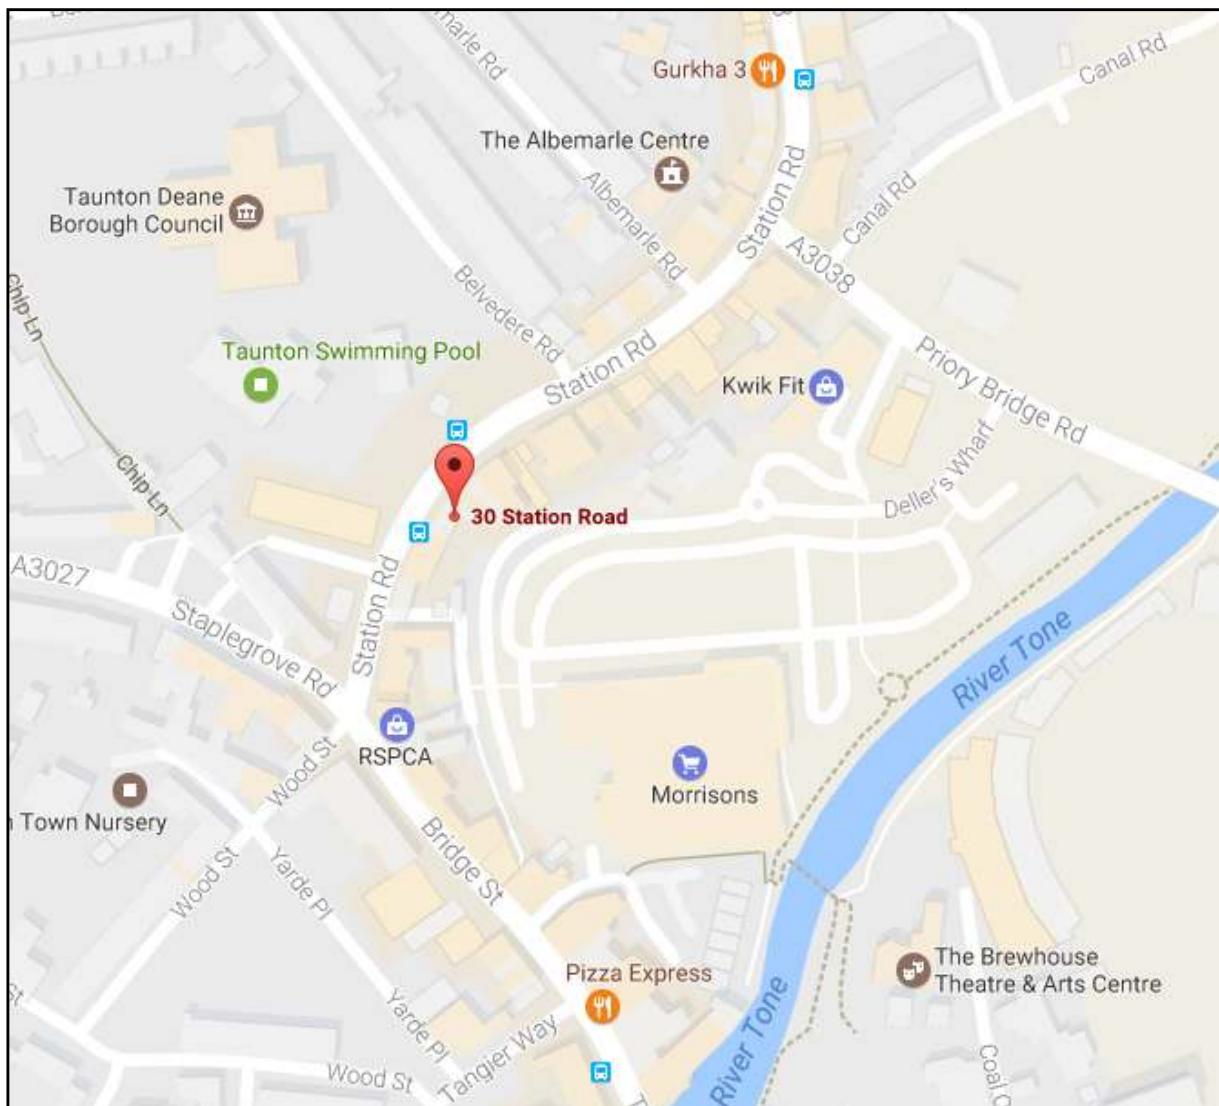 Gurkha 3
Canal Rd
marle Rd
The Albemarle Centre
Taunton Deane
Borough Council
Albemarle Rd
Station Rd
Canal Rd
A3038
Chip Ln
Belvedere Rd
Taunton Swimming Pool
Station Rd
Kwik Fit
Priory Bridge Rd
Chip Ln
Deller's Wharf
30 Station Road
A3027
Staplegrove Rd
Station Rd
River Tone
Wood St
RSPCA
Morrisons
n Town Nursery
Bridge St
Wood St
Yarde Pl
Pizza Express
The Brewhouse
Theatre & Arts Centre
St
Yarde Pl
Tangier Way
River Tone
Wood St
Coal O